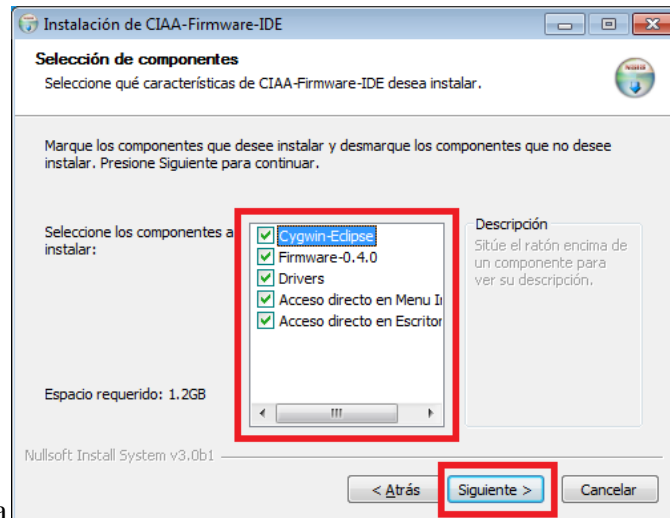 Instalación de CIAA-Firmware-IDE
Selección de componentes
Seleccione qué características de CIAA-Firmware-IDE desea instalar.
Marque los componentes que desee instalar y desmarque los componentes que no desee
instalar. Presione Siguiente para continuar.
Seleccione los componentes a
instalar:
Cygwin-Eclipse
Firmware-0.4.0
Drivers
Acceso directo en Menu I
Acceso directo en Escritor
Descripción
Sitúe el ratón encima de
un componente para
ver su descripción.
Espacio requerido: 1.2GB
Nullsoft Install System v3.0b1
< Atrás
Siguiente >
Cancelar
a